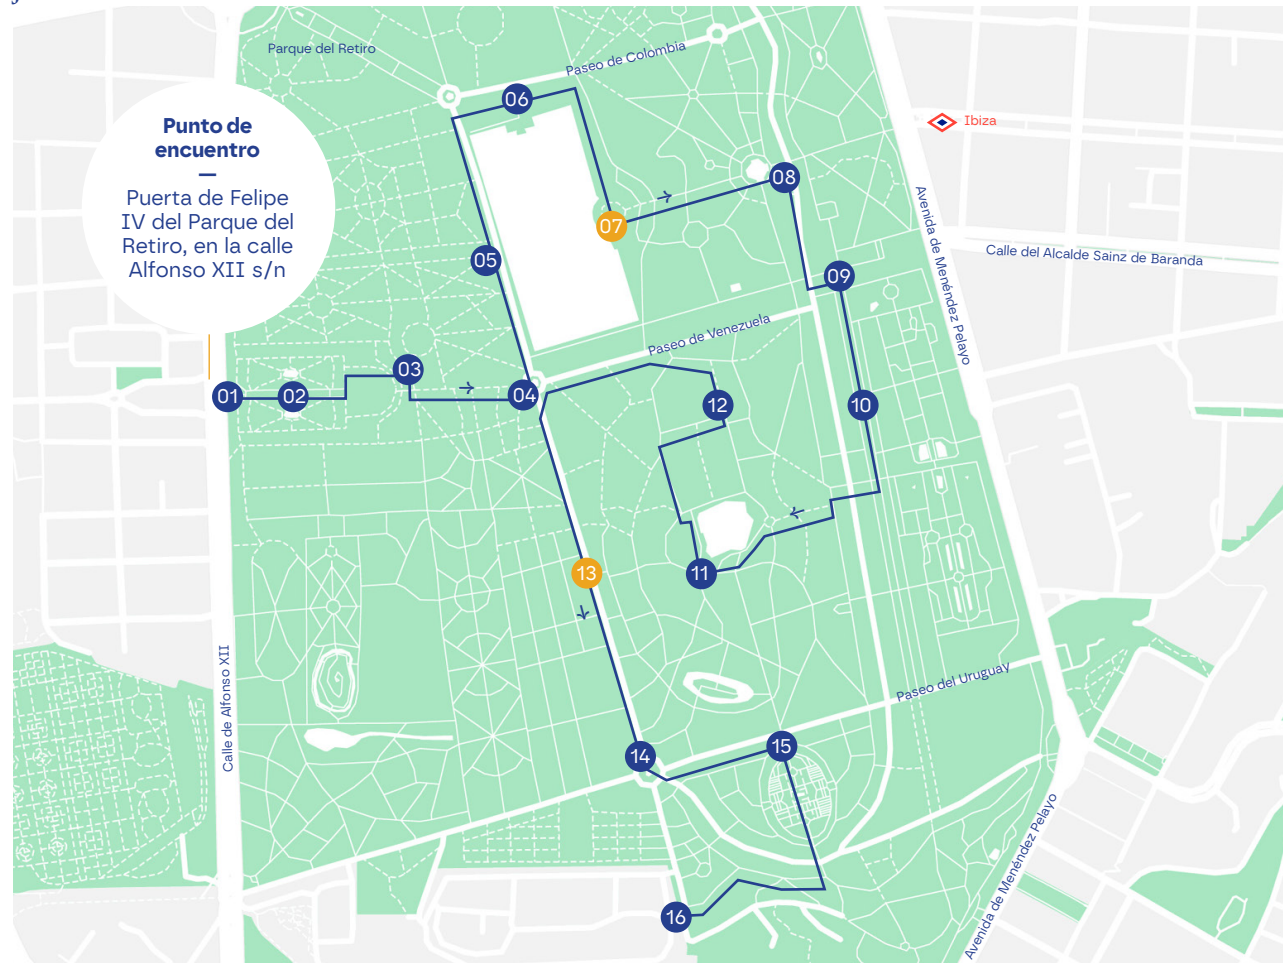 Parque del Retiro
Paseo de Colombia
Punto de
encuentro
—
Puerta de Felipe
IV del Parque del
Retiro, en la calle
Alfonso XII s/n
Ibiza
Avenida de Menéndez Pelayo
Calle del Alcalde Sainz de Baranda
Paseo de Venezuela
Paseo del Uruguay
Calle de Alfonso XII
Avenida de Menéndez Pelayo
01
02
03
04
05
06
07
08
09
10
11
12
13
14
15
16